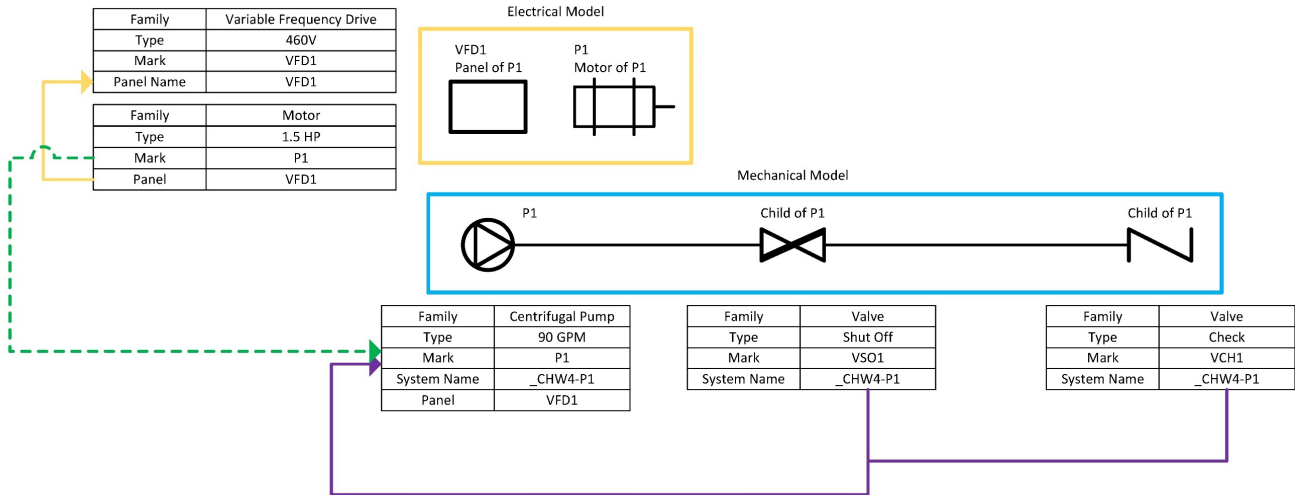 Family Variable Frequency Drive
Type 460V
Mark VFD1
Panel Name VFD1
Family Motor
Type 1.5 HP
Mark P1
Panel VFD1
Electrical Model
VFD1
Panel of P1
P1
Motor of P1
Mechanical Model
P1
Child of P1
Child of P1
Family Centrifugal Pump
Type 90 GPM
Mark P1
System Name _CHW4-P1
Panel VFD1
Family Valve
Type Shut Off
Mark VSO1
System Name _CHW4-P1
Family Valve
Type Check
Mark VCH1
System Name _CHW4-P1